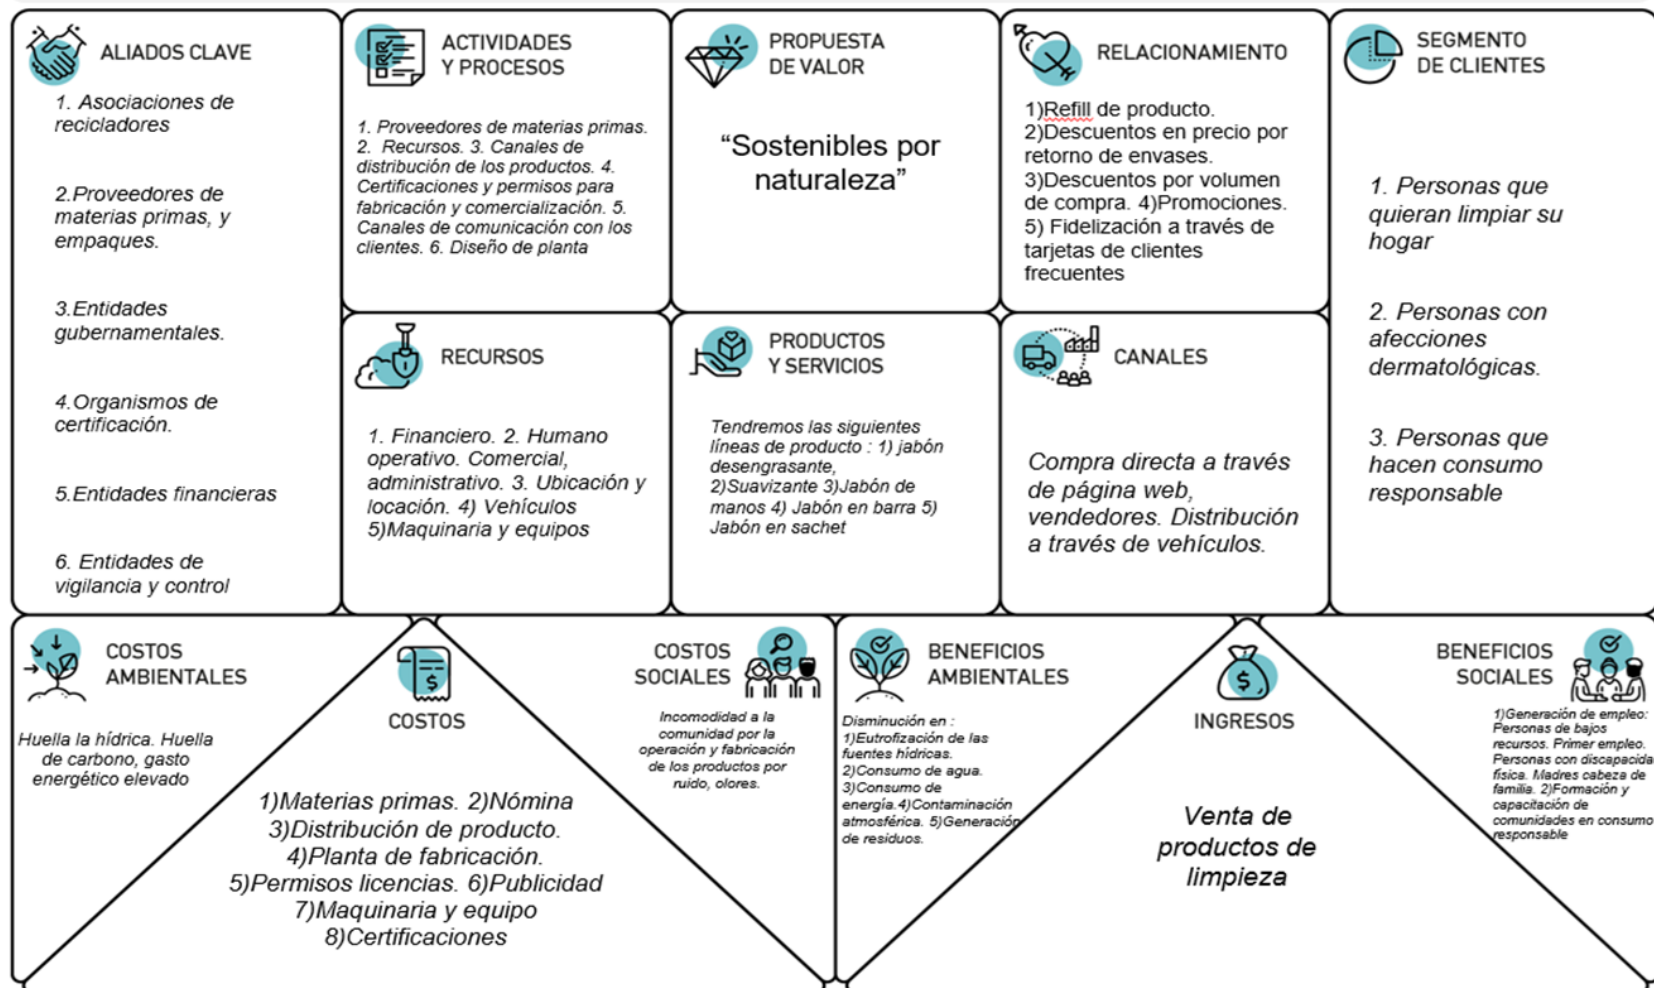 ALIADOS CLAVE
1. Asociaciones de
recicladores
2.Proveedores de
materias primas, y
empaques.
3.Entidades
gubernamentales.
4.Organismos de
certificación.
5.Entidades financieras
6. Entidades de
vigilancia y control
ACTIVIDADES
Y PROCESOS
1. Proveedores de materias primas.
2. Recursos. 3. Canales de
distribución de los productos. 4.
Certificaciones y permisos para
fabricación y comercialización. 5.
Canales de comunicación con los
clientes. 6. Diseño de planta
RECURSOS
1. Financiero. 2. Humano
operativo. Comercial,
administrativo. 3. Ubicación y
locación. 4) Vehículos
5)Maquinaria y equipos
PROPUESTA
DE VALOR
“Sostenibles por
naturaleza”
PRODUCTOS
Y SERVICIOS
Tendremos las siguientes
líneas de producto : 1) jabón
desengrasante,
2)Suavizante 3)Jabón de
manos 4) Jabón en barra 5)
Jabón en sachet
RELACIONAMIENTO
1)Refill de producto.
2)Descuentos en precio por
retorno de envases.
3)Descuentos por volumen
de compra. 4)Promociones.
5) Fidelización a través de
tarjetas de clientes
frecuentes
CANALES
Compra directa a través
de página web,
vendedores. Distribución
a través de vehículos.
SEGMENTO
DE CLIENTES
1. Personas que
quieran limpiar su
hogar
2. Personas con
afecciones
dermatológicas.
3. Personas que
hacen consumo
responsable
COSTOS
AMBIENTALES
Huella la hídrica. Huella
de carbono, gasto
energético elevado
$
COSTOS
1)Materias primas. 2)Nómina
3)Distribución de producto.
4)Planta de fabricación.
5)Permisos licencias. 6)Publicidad
7)Maquinaria y equipo
8)Certificaciones
COSTOS
SOCIALES
Incomodidad a la
comunidad por la
operación y fabricación
de los productos por
ruido, olores.
BENEFICIOS
AMBIENTALES
Disminución en :
1)Eutrofización de las
fuentes hídricas.
2)Consumo de agua.
3)Consumo de
energía.4)Contaminación
atmosférica. 5)Generación
de residuos.
$
INGRESOS
Venta de
productos de
limpieza
BENEFICIOS
SOCIALES
1)Generación de empleo:
Personas de bajos
recursos. Primer empleo.
Personas con discapacida
física. Madres cabeza de
familia. 2)Formación y
capacitación de
comunidades en consumo
responsable